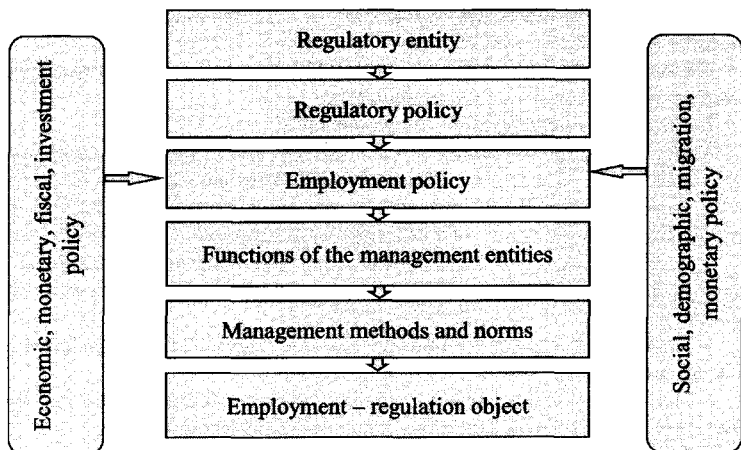 Economic, monetary, fiscal, investment
policy
Regulatory entity
Regulatory policy
Employment policy
Functions of the management entities
Management methods and norms
Employment – regulation object
Social, demographic, migration,
monetary policy